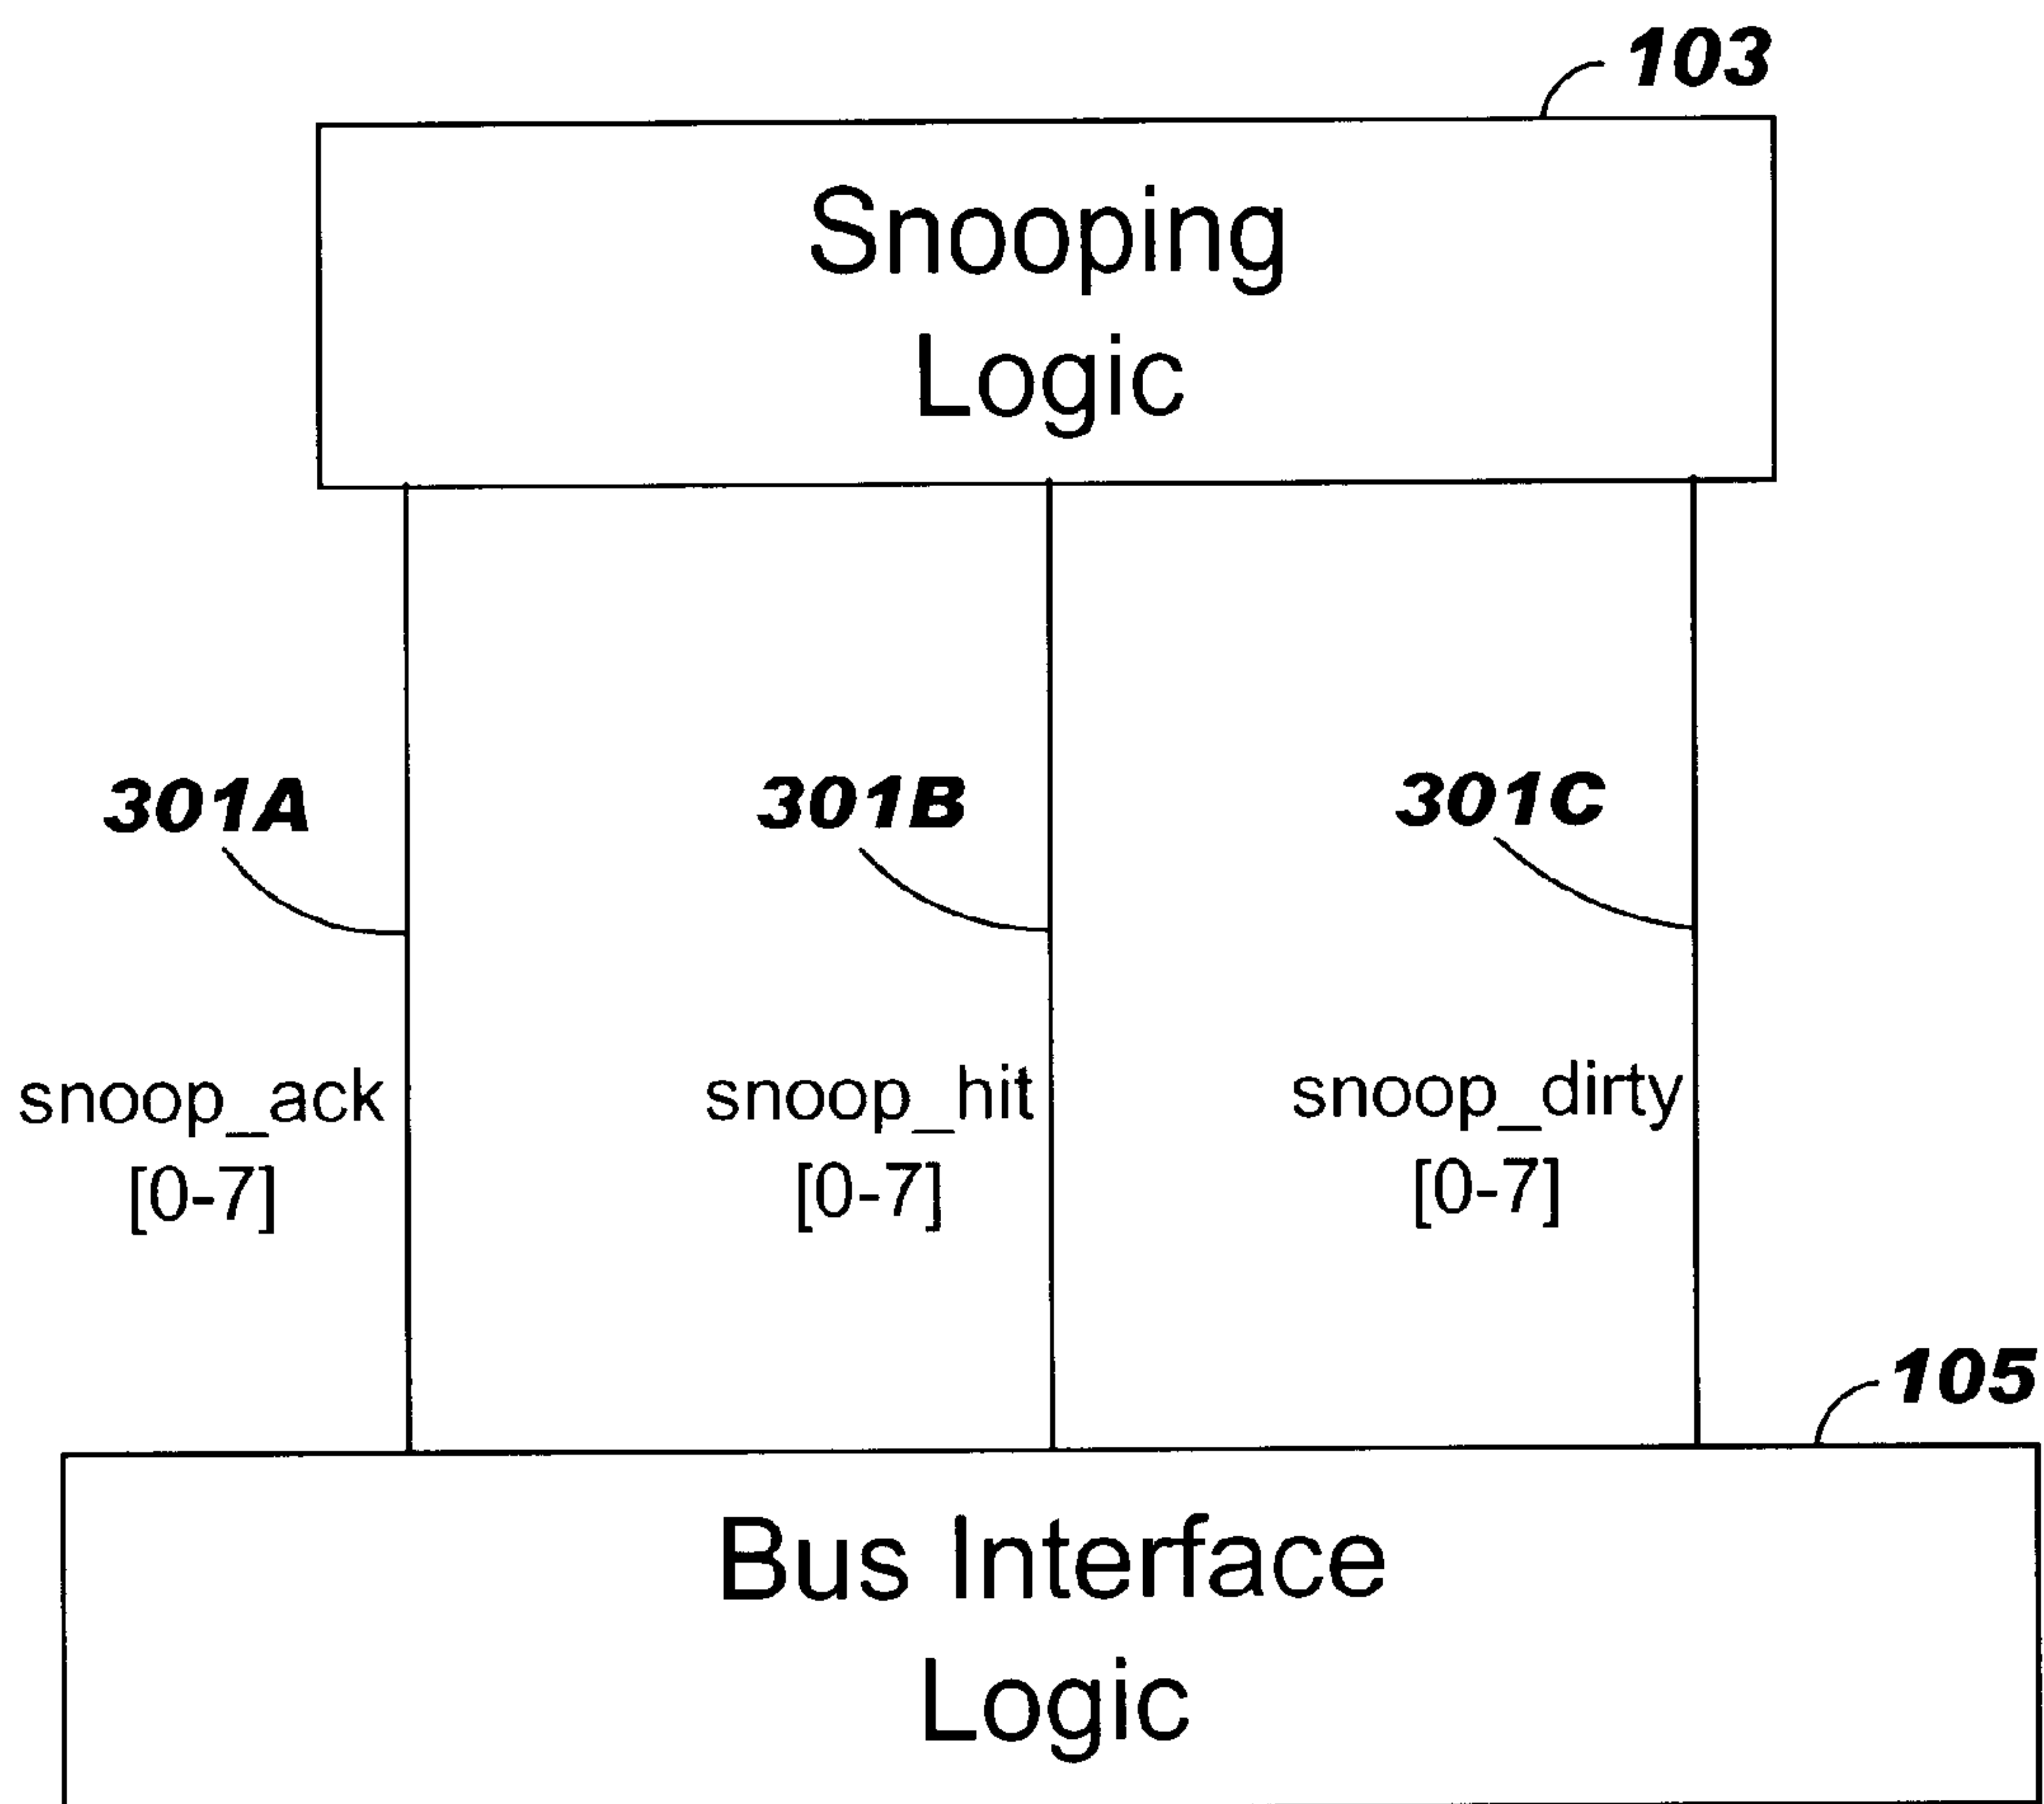 103
Snooping
Logic
301A
301B
301C
snoop_ack
[0-7]
snoop_hit
[0-7]
snoop_dirty
[0-7]
105
Bus Interface
Logic